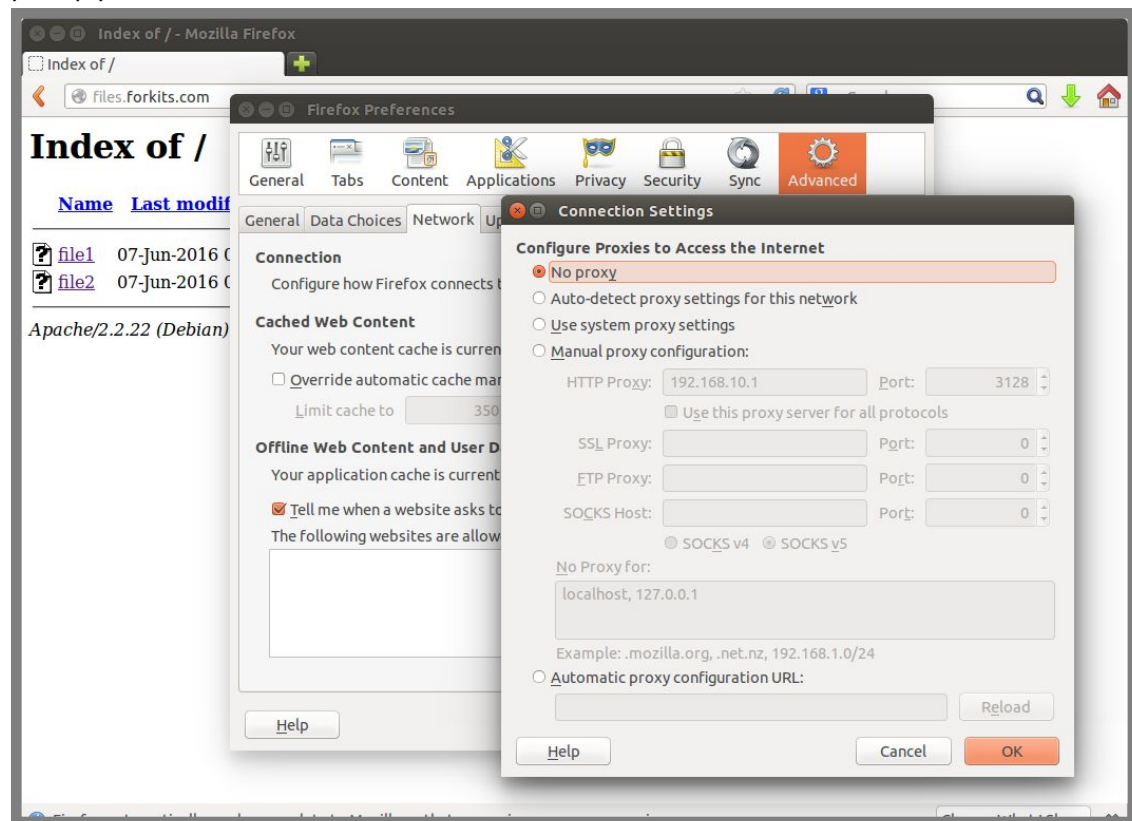 Index of / - Mozilla Firefox
Index of /
files.forkits.com
Firefox Preferences
Index of /
General Tabs Content Applications Privacy Security Sync Advanced
Name Last modif
General Data Choices Network Up
Connection Settings
file1 07-Jun-2016 0
file2 07-Jun-2016 0
Apache/2.2.22 (Debian)
Connection
Configure how Firefox connects t
Cached Web Content
Your web content cache is curren
Override automatic cache mar
Limit cache to 350
Offline Web Content and User D
Your application cache is current
Tell me when a website asks to
The following websites are allow
Help
Configure Proxies to Access the Internet
No proxy
Auto-detect proxy settings for this network
Use system proxy settings
Manual proxy configuration:
HTTP Proxy: 192.168.10.1 Port: 3128
Use this proxy server for all protocols
SSL Proxy: Port: 0
FTP Proxy: Port: 0
SOCKS Host: Port: 0
SOCKS v4 SOCKS v5
No Proxy for:
localhost, 127.0.0.1
Example: .mozilla.org, .net.nz, 192.168.1.0/24
Automatic proxy configuration URL:
Reload
Help Cancel OK